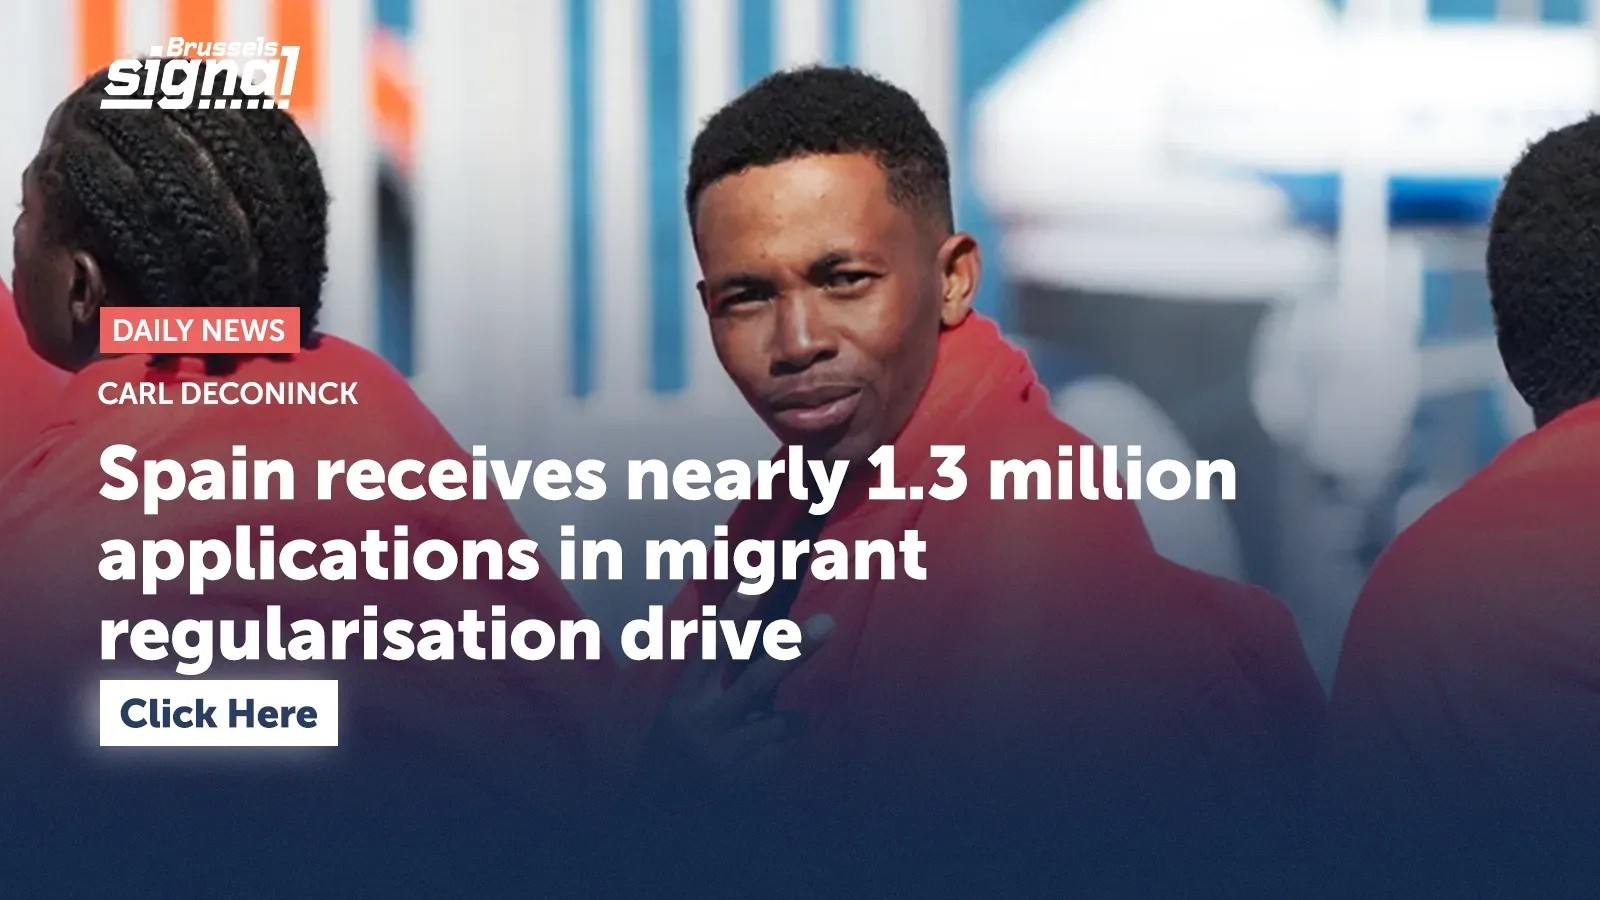 Brussels
signal
DAILY NEWS
CARL DECONINCK
Spain receives nearly 1.3 million
applications in migrant
regularisation drive
Click Here